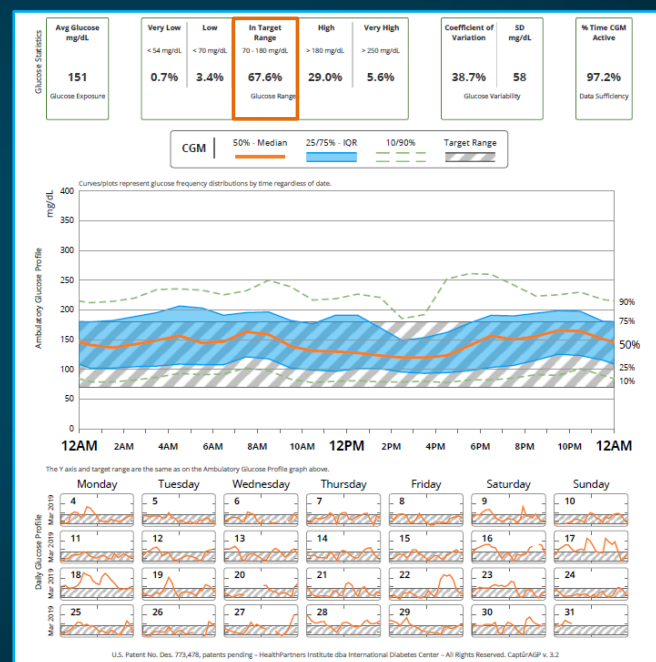 Glucose Statistics
Avg Glucose
mg/dL
151
Glucose Exposure
Very Low
< 54 mg/dL
0.7%
Low
< 70 mg/dL
3.4%
In Target
Range
70 - 180 mg/dL
67.6%
High
> 180 mg/dL
29.0%
Very High
> 250 mg/dL
5.6%
Glucose Range
Coefficient of
Variation
38.7%
SD
mg/dL
58
Glucose Variability
% Time CGM
Active
97.2%
Data Sufficiency
CGM
50% - Median
25/75% - IQR
10/90%
Target Range
Curves/plots represent glucose frequency distributions by time regardless of date.
mg/dL
Ambulatory Glucose Profile
400
350
300
250
200
150
100
50
0
90%
75%
50%
25%
10%
12AM 2AM 4AM 6AM 8AM 10AM 12PM 2PM 4PM 6PM 8PM 10PM 12AM
The Y axis and target range are the same as on the Ambulatory Glucose Profile graph above.
Daily Glucose Profile
Monday Tuesday Wednesday Thursday Friday Saturday Sunday
Mar 2019 4 5 6 7 8 9 10
Mar 2019 11 12 13 14 15 16 17
Mar 2019 18 19 20 21 22 23 24
Mar 2019 25 26 27 28 29 30 31
U.S. Patent No. Des. 773,478, patents pending – HealthPartners Institute dba International Diabetes Center – All Rights Reserved. CaptūrAGP v. 3.2